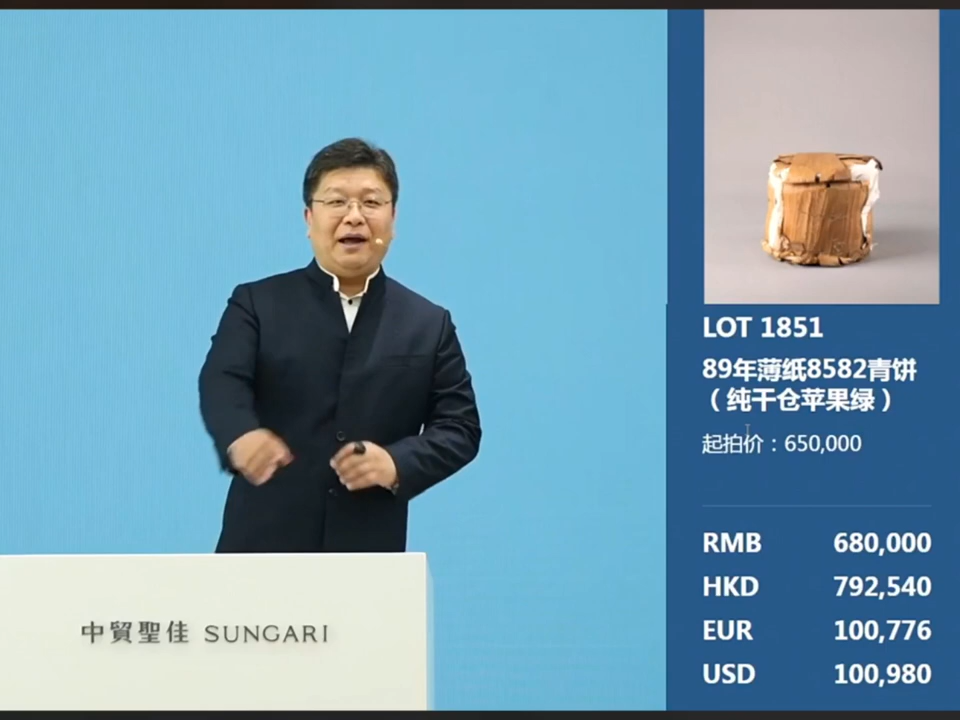 中貿聖佳 SUNGARI
LOT 1851
89年薄纸8582青饼
（纯干仓苹果绿）
起拍价：650,000
RMB 680,000
HKD 792,540
EUR 100,776
USD 100,980